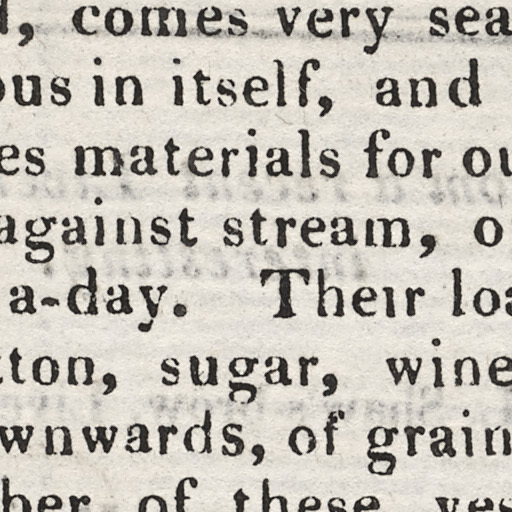 , comes very sea
ous in itself, and
es materials for ou
against stream, o
a-day. Their loa
tton, sugar, wine
wnwards, of grain
ber of these ves